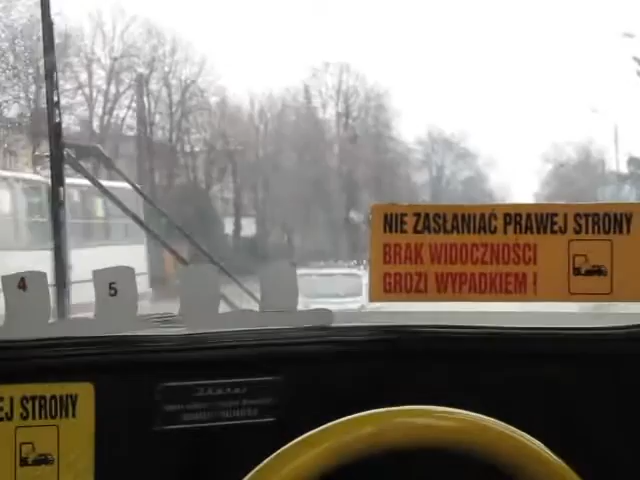 NIE ZASŁANIAĆ PRAWEJ STRONY
BRAK WIDOCZNOŚCI
GROZI WYPADKIEM !
4
5
EJ STRONY